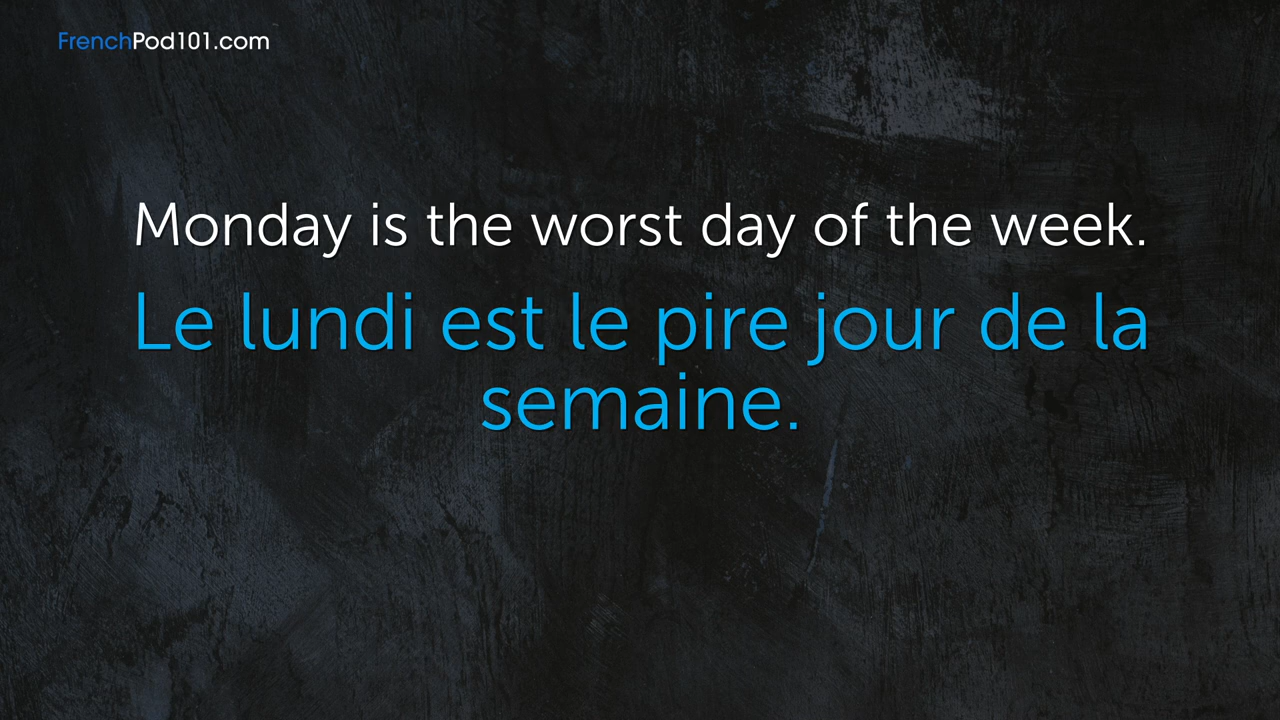 FrenchPod101.com
Monday is the worst day of the week.
Le lundi est le pire jour de la
semaine.